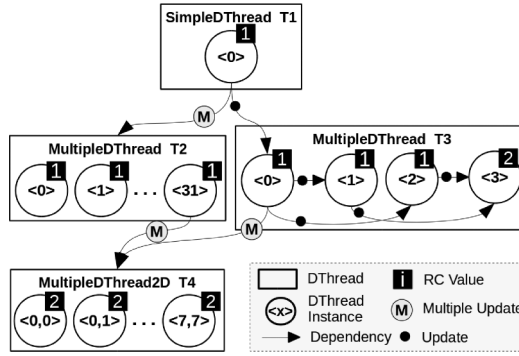 SimpleDThread T1
1
<0>
M
MultipleDThread T2
1 1 1
<0> <1> . . . <31>
MultipleDThread T3
1 1 1 2
<0> <1> <2> <3>
M M
MultipleDThread2D T4
2 2 2
<0,0> <0,1> . . . <7,7>
DThread
i RC Value
<x> DThread
Instance
M Multiple Update
Dependency
Update